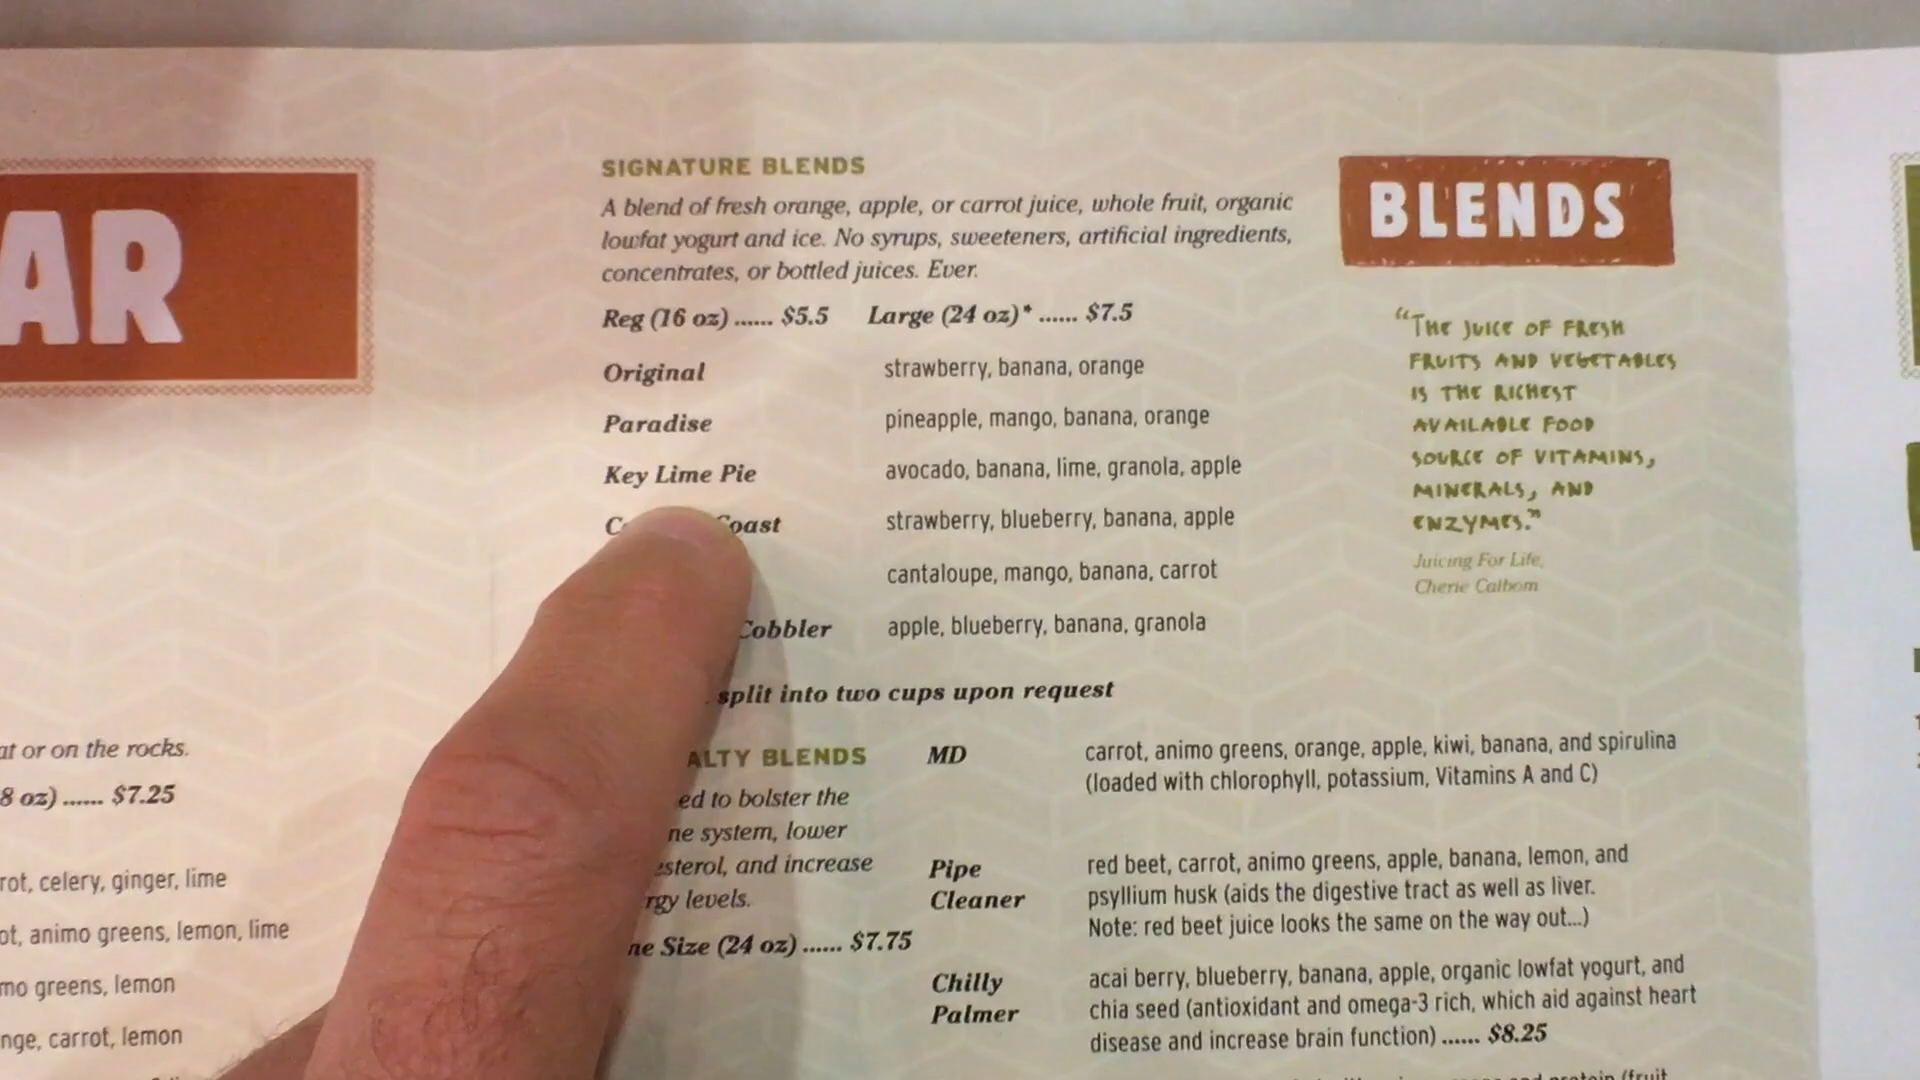 AR
at or on the rocks.
8 oz) ...... $7.25
rot, celery, ginger, lime
ot, animo greens, lemon, lime
mo greens, lemon
nge, carrot, lemon
SIGNATURE BLENDS
A blend of fresh orange, apple, or carrot juice, whole fruit, organic
lowfat yogurt and ice. No syrups, sweeteners, artificial ingredients,
concentrates, or bottled juices. Ever.
Reg (16 oz) ...... $5.5 Large (24 oz)* ...... $7.5
Original strawberry, banana, orange
Paradise pineapple, mango, banana, orange
Key Lime Pie avocado, banana, lime, granola, apple
Coast strawberry, blueberry, banana, apple
cantaloupe, mango, banana, carrot
Cobbler apple, blueberry, banana, granola
split into two cups upon request
ALTY BLENDS
ed to bolster the
ne system, lower
esterol, and increase
rgy levels.
ne Size (24 oz) ...... $7.75
MD carrot, animo greens, orange, apple, kiwi, banana, and spirulina
(loaded with chlorophyll, potassium, Vitamins A and C)
Pipe red beet, carrot, animo greens, apple, banana, lemon, and
Cleaner psyllium husk (aids the digestive tract as well as liver.
Note: red beet juice looks the same on the way out...)
Chilly acai berry, blueberry, banana, apple, organic lowfat yogurt, and
Palmer chia seed (antioxidant and omega-3 rich, which aid against heart
disease and increase brain function) ...... $8.25
BLENDS
"THE JUICE OF FRESH
FRUITS AND VEGETABLES
IS THE RICHEST
AVAILABLE FOOD
SOURCE OF VITAMINS,
MINERALS, AND
ENZYMES."
Juicing For Life,
Cherie Calbom